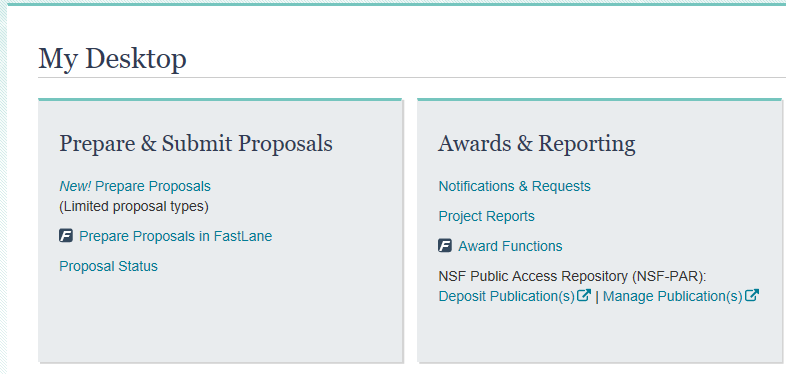 My Desktop
Prepare & Submit Proposals
New! Prepare Proposals
(Limited proposal types)
F Prepare Proposals in FastLane
Proposal Status
Awards & Reporting
Notifications & Requests
Project Reports
F Award Functions
NSF Public Access Repository (NSF-PAR):
Deposit Publication(s) | Manage Publication(s)